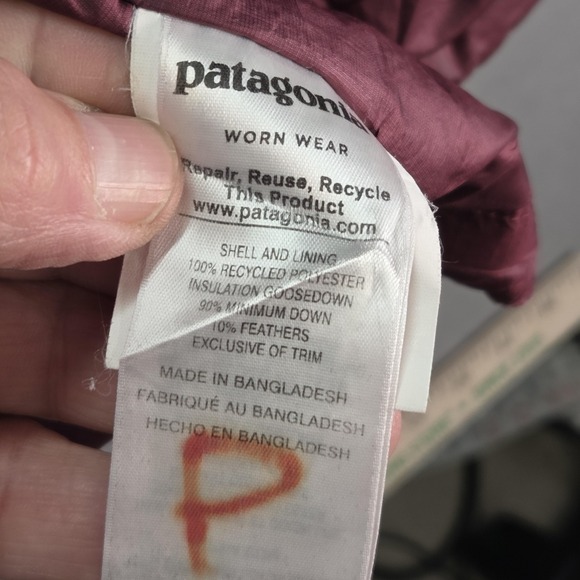 patagonia
WORN WEAR
Repair, Reuse, Recycle
This Product
www.patagonia.com
SHELL AND LINING
100% RECYCLED POLYESTER
INSULATION GOOSEDOWN
90% MINIMUM DOWN
10% FEATHERS
EXCLUSIVE OF TRIM
MADE IN BANGLADESH
FABRIQUÉ AU BANGLADESH
HECHO EN BANGLADESH
P